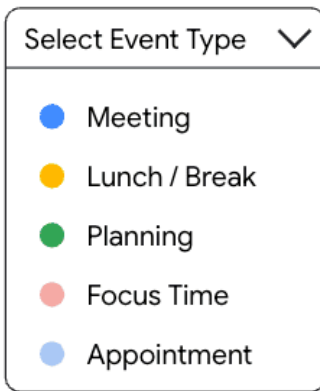 Select Event Type
Meeting
Lunch / Break
Planning
Focus Time
Appointment